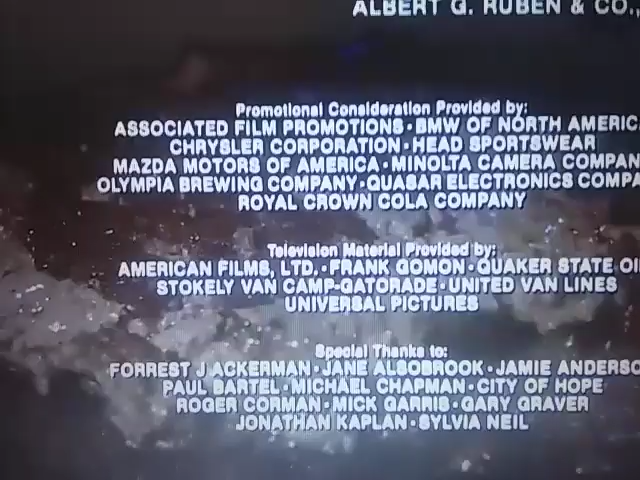 ALBERT G. RUBEN & CO.,
Promotional Consideration Provided by:
ASSOCIATED FILM PROMOTIONS · BMW OF NORTH AMERIC
CHRYSLER CORPORATION · HEAD SPORTSWEAR
MAZDA MOTORS OF AMERICA · MINOLTA CAMERA COMPAN
OLYMPIA BREWING COMPANY · QUASAR ELECTRONICS COMPA
ROYAL CROWN COLA COMPANY
Television Material Provided by:
AMERICAN FILMS, LTD. · FRANK GOMON · QUAKER STATE OI
STOKELY VAN CAMP-GATORADE · UNITED VAN LINES
UNIVERSAL PICTURES
Special Thanks to:
FORREST J ACKERMAN · JANE ALSOBROOK · JAMIE ANDERSO
PAUL BARTEL · MICHAEL CHAPMAN · CITY OF HOPE
ROGER CORMAN · MICK GARRIS · GARY GRAVER
JONATHAN KAPLAN · SYLVIA NEIL